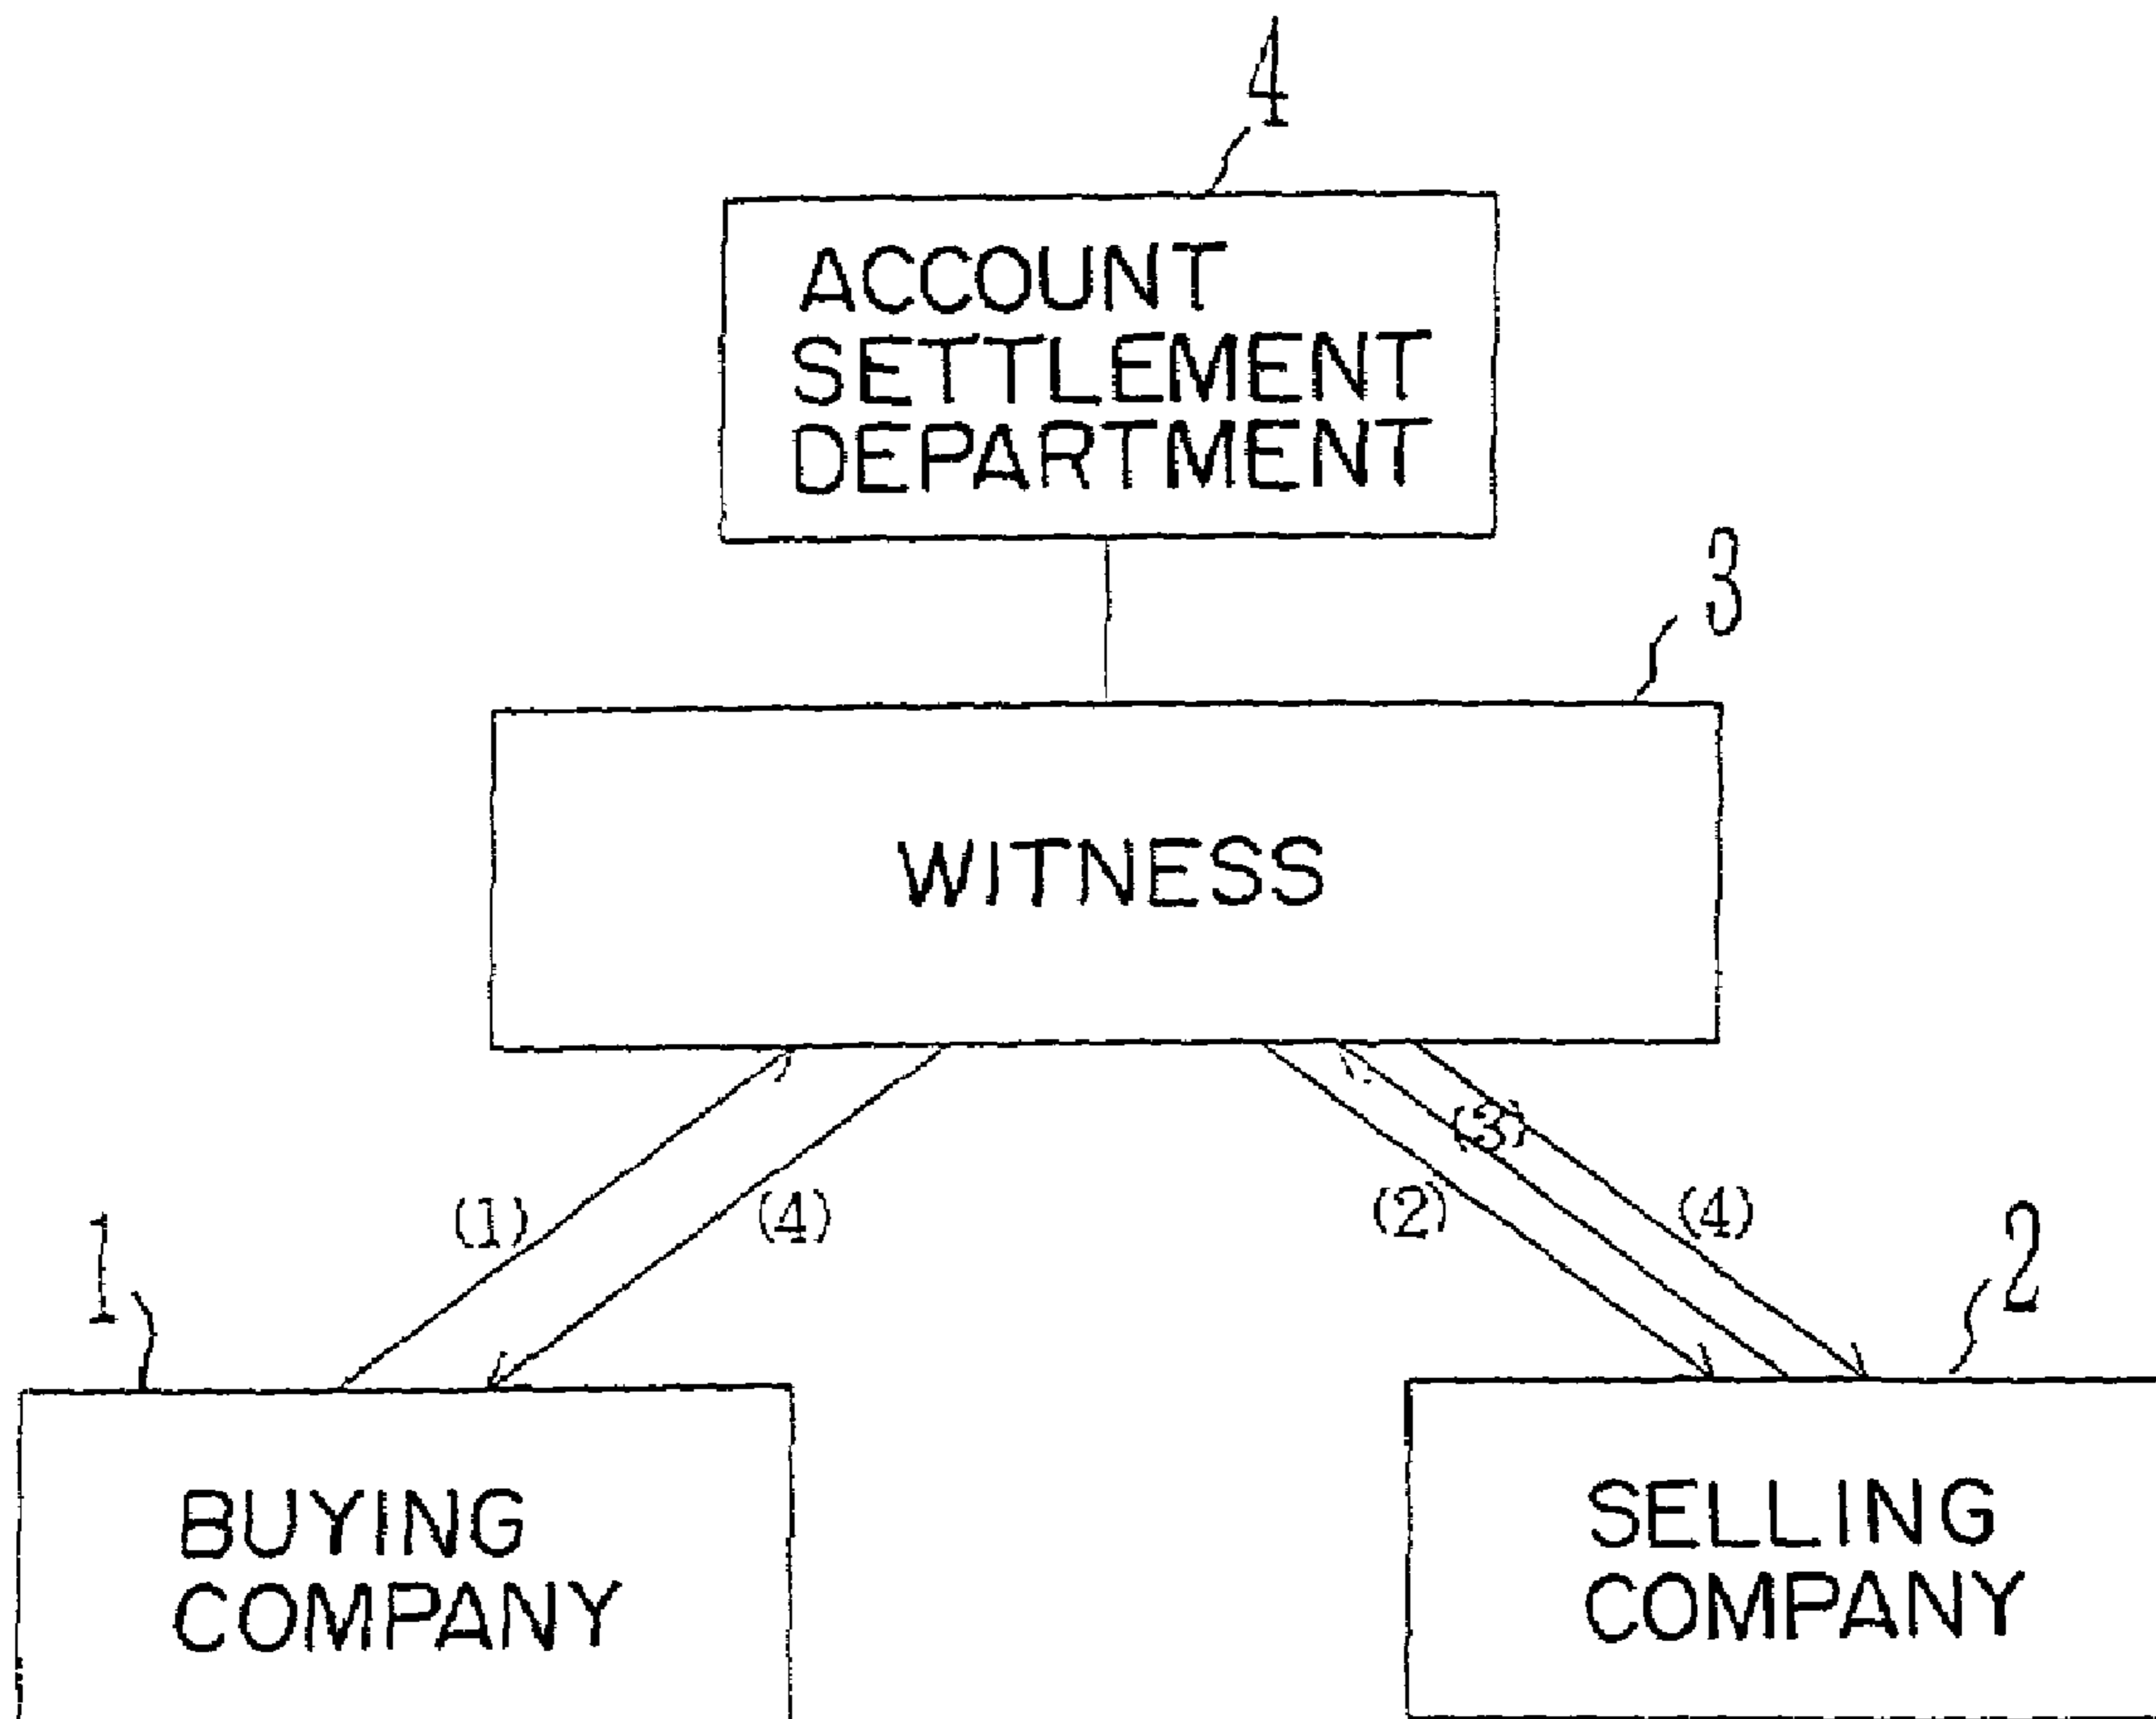 4
ACCOUNT
SETTLEMENT
DEPARTMENT
3
WITNESS
(3)
(1)
(4)
(2)
(4)
1
2
BUYING
COMPANY
SELLING
COMPANY